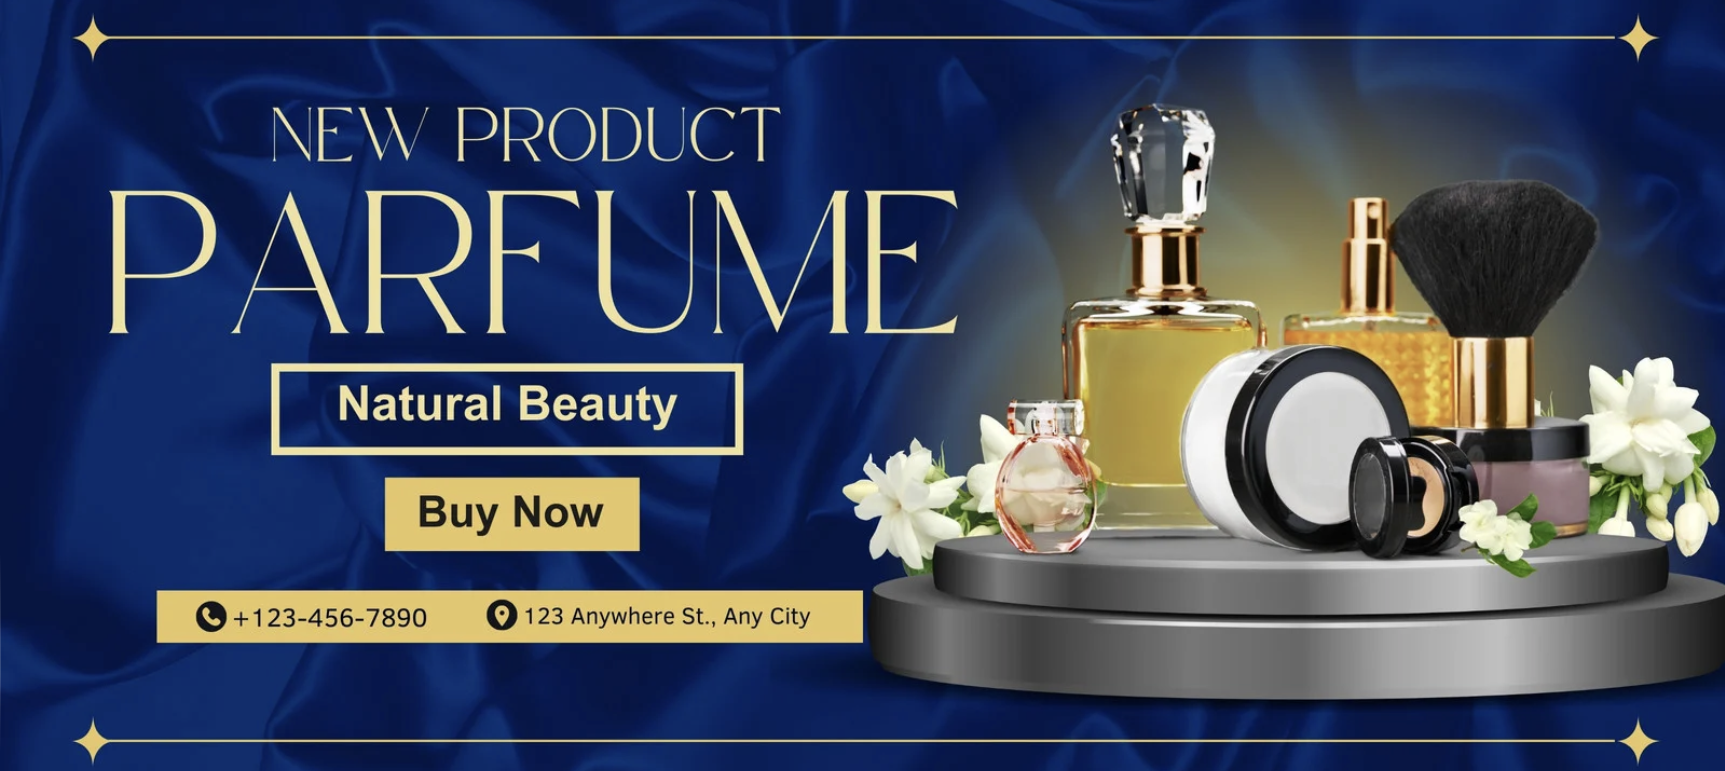 NEW PRODUCT
PARFUME
Natural Beauty
Buy Now
+123-456-7890 123 Anywhere St., Any City